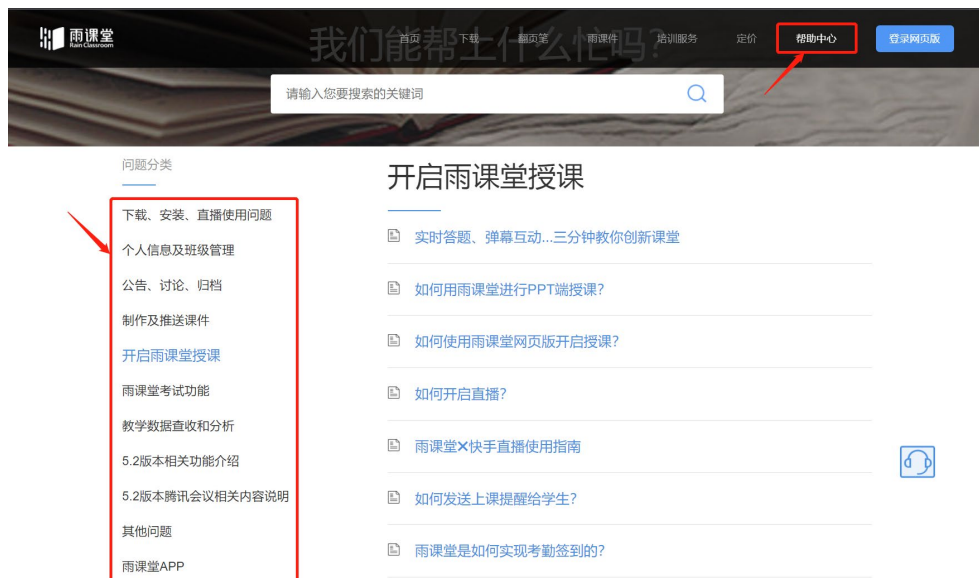 雨课堂
Rain Classroom
我们能帮上什么忙吗?
首页 下载 翻页笔 雨课件 培训服务 定价 帮助中心 登录网页版
请输入您要搜索的关键词
问题分类
下载、安装、直播使用问题
个人信息及班级管理
公告、讨论、归档
制作及推送课件
开启雨课堂授课
雨课堂考试功能
教学数据查收和分析
5.2版本相关功能介绍
5.2版本腾讯会议相关内容说明
其他问题
雨课堂APP
开启雨课堂授课
实时答题、弹幕互动...三分钟教你创新课堂
如何用雨课堂进行PPT端授课?
如何使用雨课堂网页版开启授课?
如何开启直播?
雨课堂✕快手直播使用指南
如何发送上课提醒给学生?
雨课堂是如何实现考勤签到的?